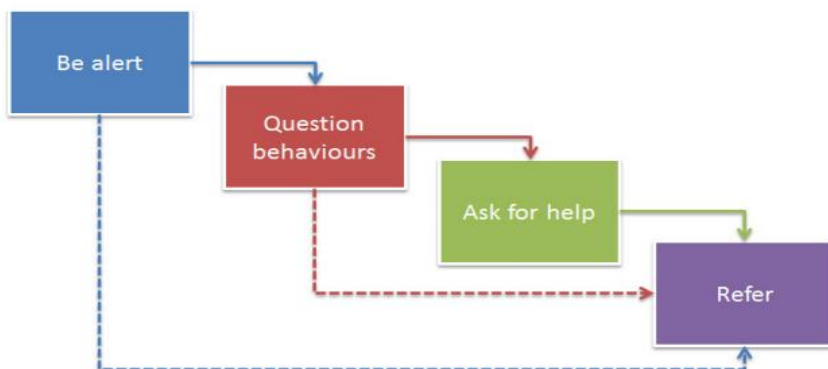 Be alert
Question
behaviours
Ask for help
Refer